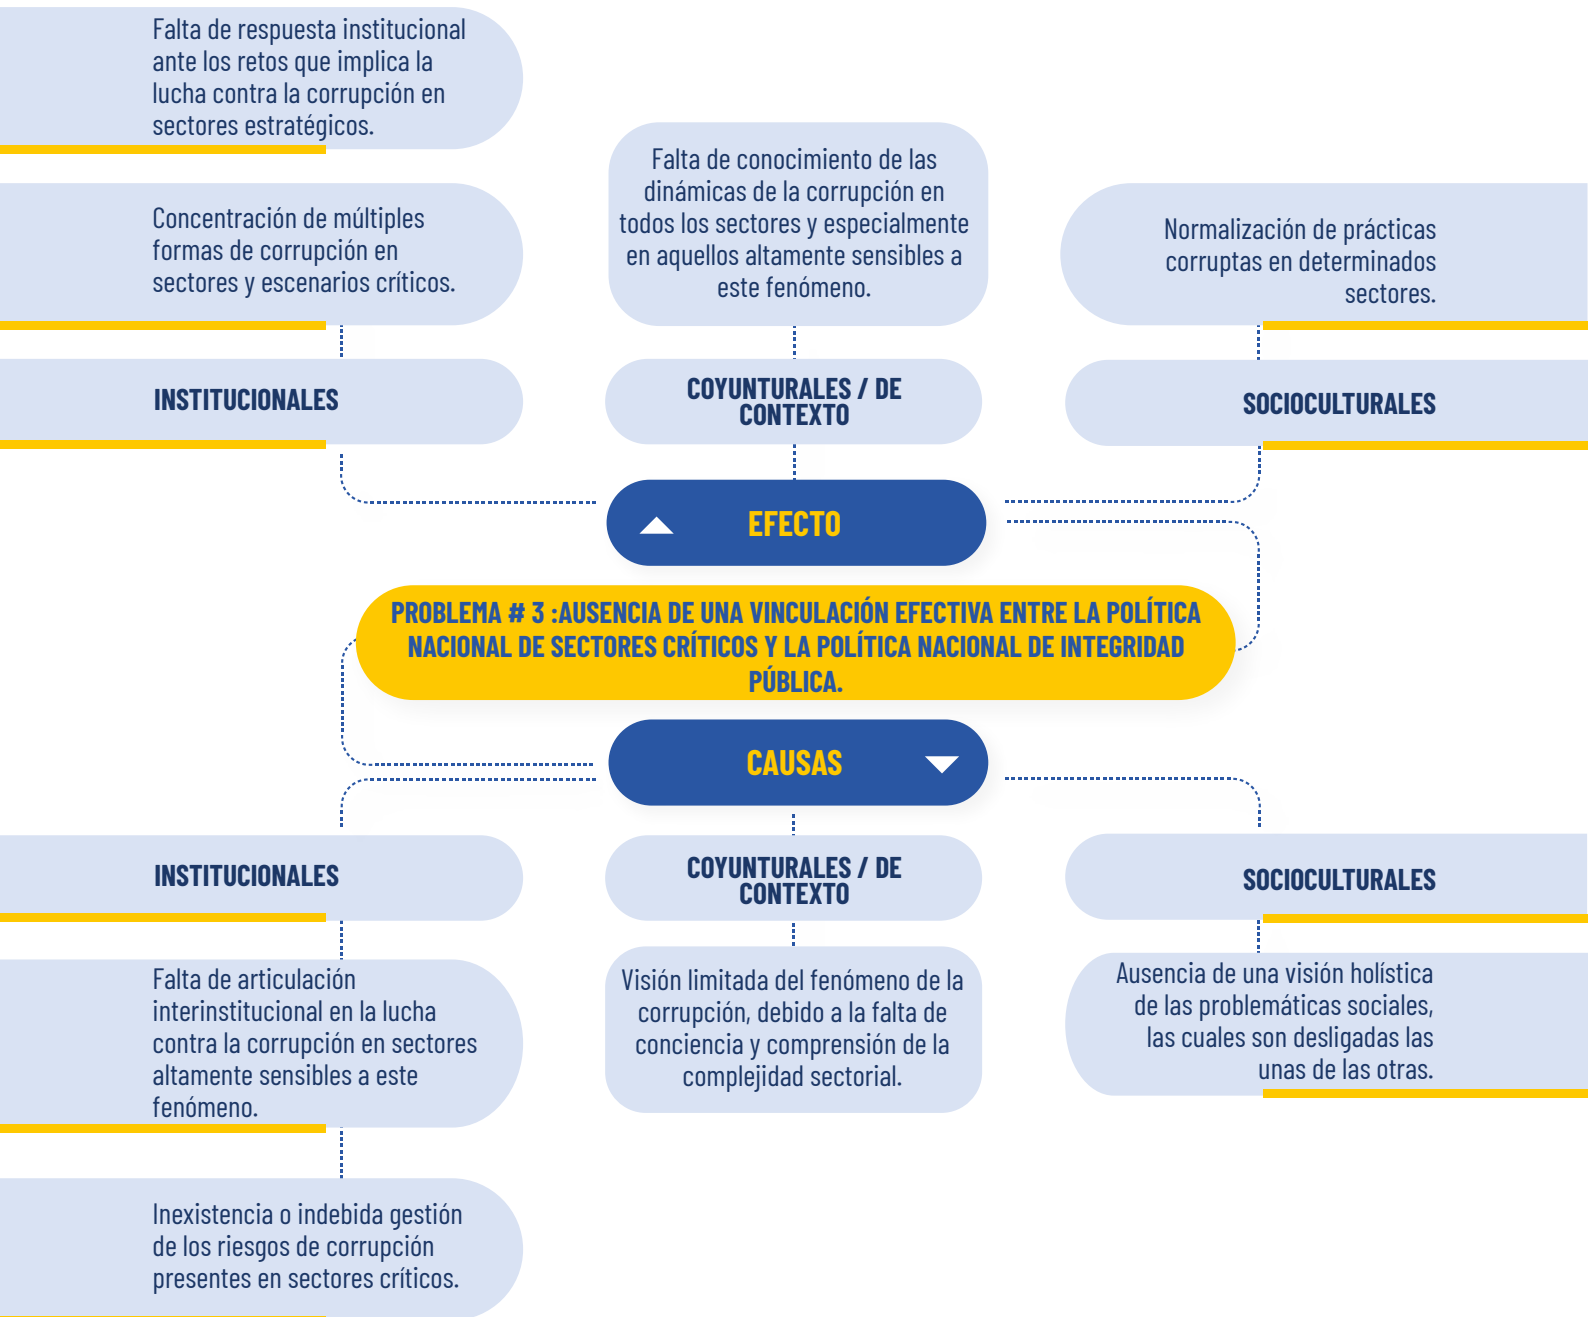 Falta de respuesta institucional
ante los retos que implica la
lucha contra la corrupción en
sectores estratégicos.
Concentración de múltiples
formas de corrupción en
sectores y escenarios críticos.
Falta de conocimiento de las
dinámicas de la corrupción en
todos los sectores y especialmente
en aquellos altamente sensibles a
este fenómeno.
Normalización de prácticas
corruptas en determinados
sectores.
INSTITUCIONALES
COYUNTURALES / DE
CONTEXTO
SOCIOCULTURALES
EFECTO
PROBLEMA # 3 :AUSENCIA DE UNA VINCULACIÓN EFECTIVA ENTRE LA POLÍTICA
NACIONAL DE SECTORES CRÍTICOS Y LA POLÍTICA NACIONAL DE INTEGRIDAD
PÚBLICA.
CAUSAS
INSTITUCIONALES
COYUNTURALES / DE
CONTEXTO
SOCIOCULTURALES
Falta de articulación
interinstitucional en la lucha
contra la corrupción en sectores
altamente sensibles a este
fenómeno.
Visión limitada del fenómeno de la
corrupción, debido a la falta de
conciencia y comprensión de la
complejidad sectorial.
Ausencia de una visión holística
de las problemáticas sociales,
las cuales son desligadas las
unas de las otras.
Inexistencia o indebida gestión
de los riesgos de corrupción
presentes en sectores críticos.